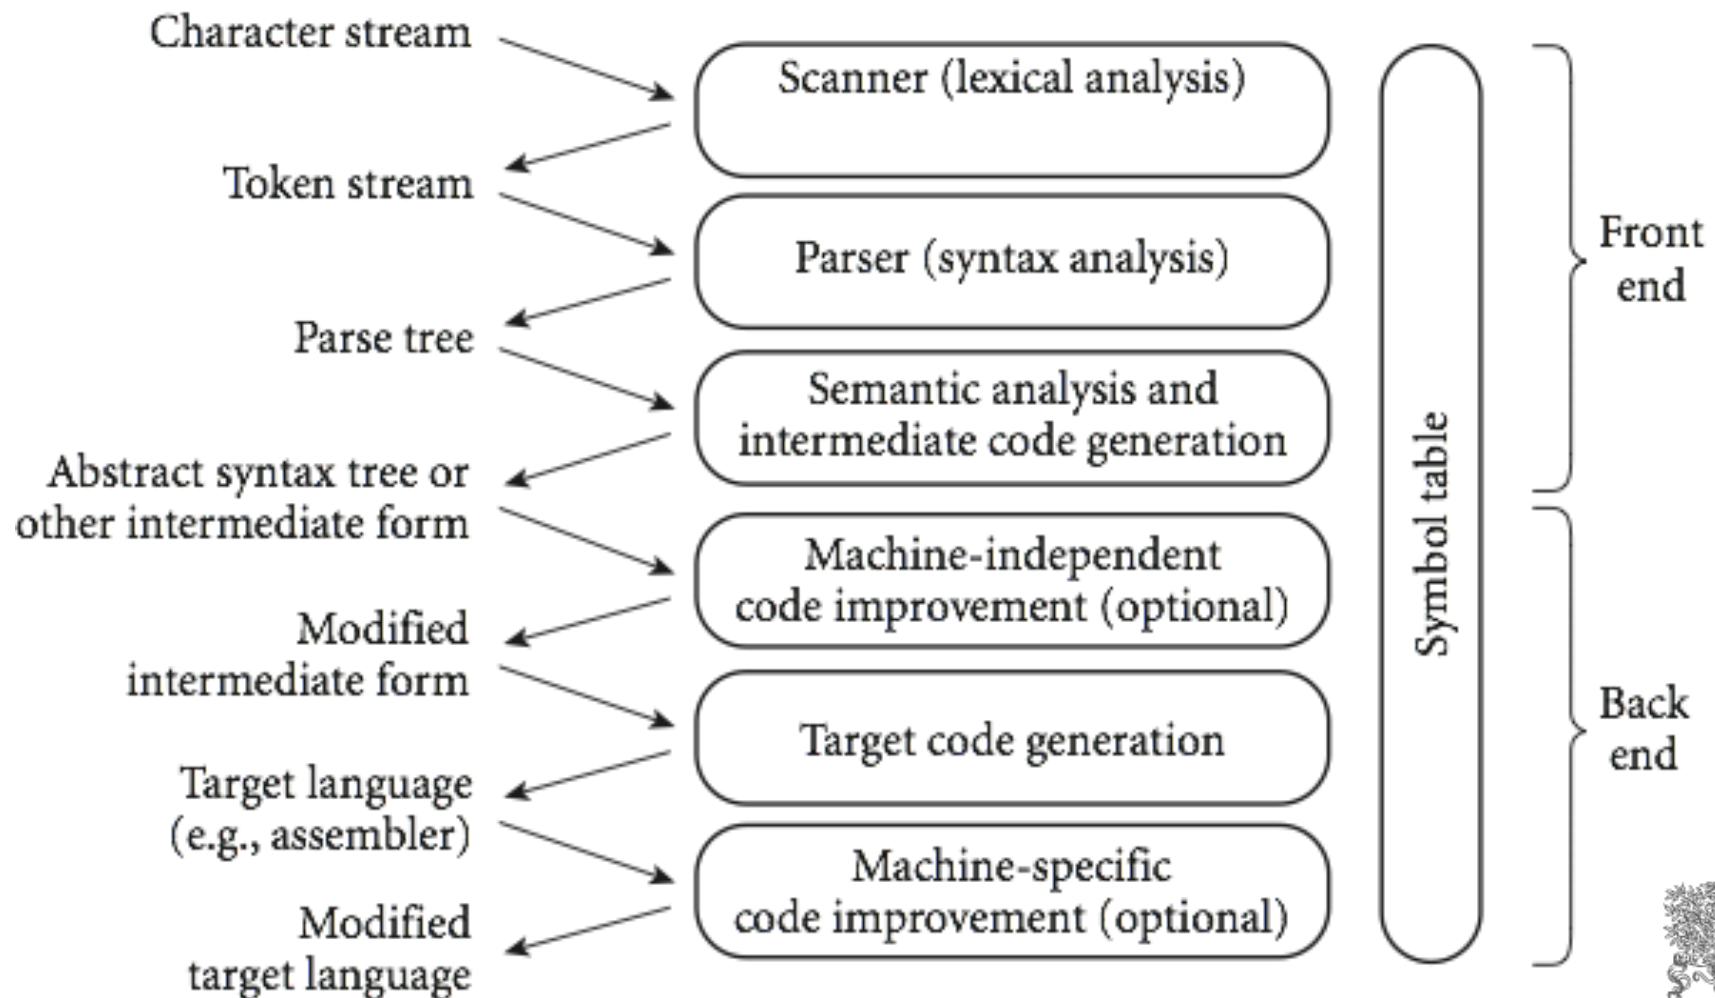 Character stream
Scanner (lexical analysis)
Token stream
Parser (syntax analysis)
Parse tree
Semantic analysis and
intermediate code generation
Abstract syntax tree or
other intermediate form
Machine-independent
code improvement (optional)
Modified
intermediate form
Target code generation
Target language
(e.g., assembler)
Machine-specific
code improvement (optional)
Modified
target language
Symbol table
Front
end
Back
end